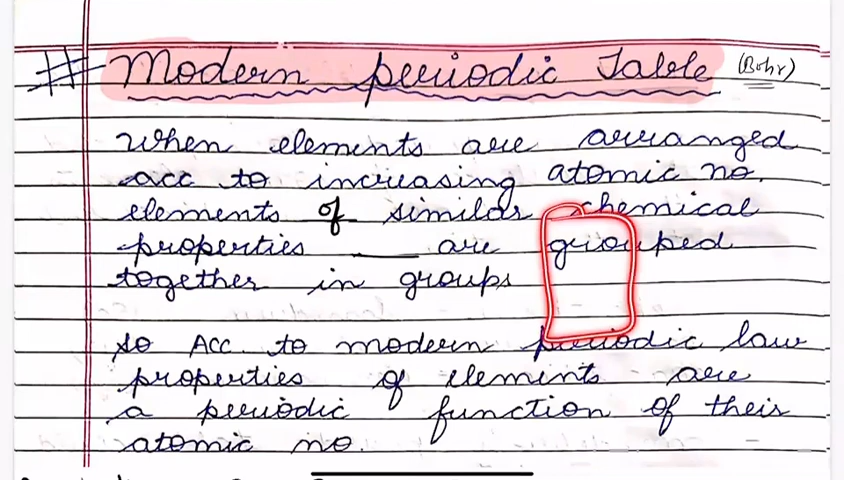 # Modern periodic Table (Bohr)
when elements are arranged
acc to increasing atomic no.
elements of similar chemical
properties ___ are grouped
together in groups
so Acc. to modern periodic law
properties of elements are
a periodic function of their
atomic no.